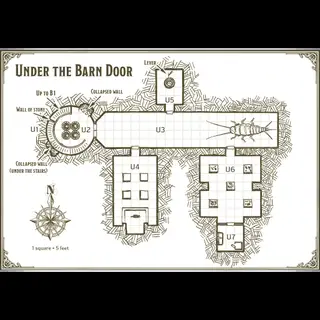 UNDER THE BARN DOOR
LEVER
UP TO B1
COLLAPSED WALL
WALL OF STONE
U5
U1
U2
U3
COLLAPSED WALL
(UNDER THE STAIRS)
U4
U6
N
U7
1 square = 5 feet